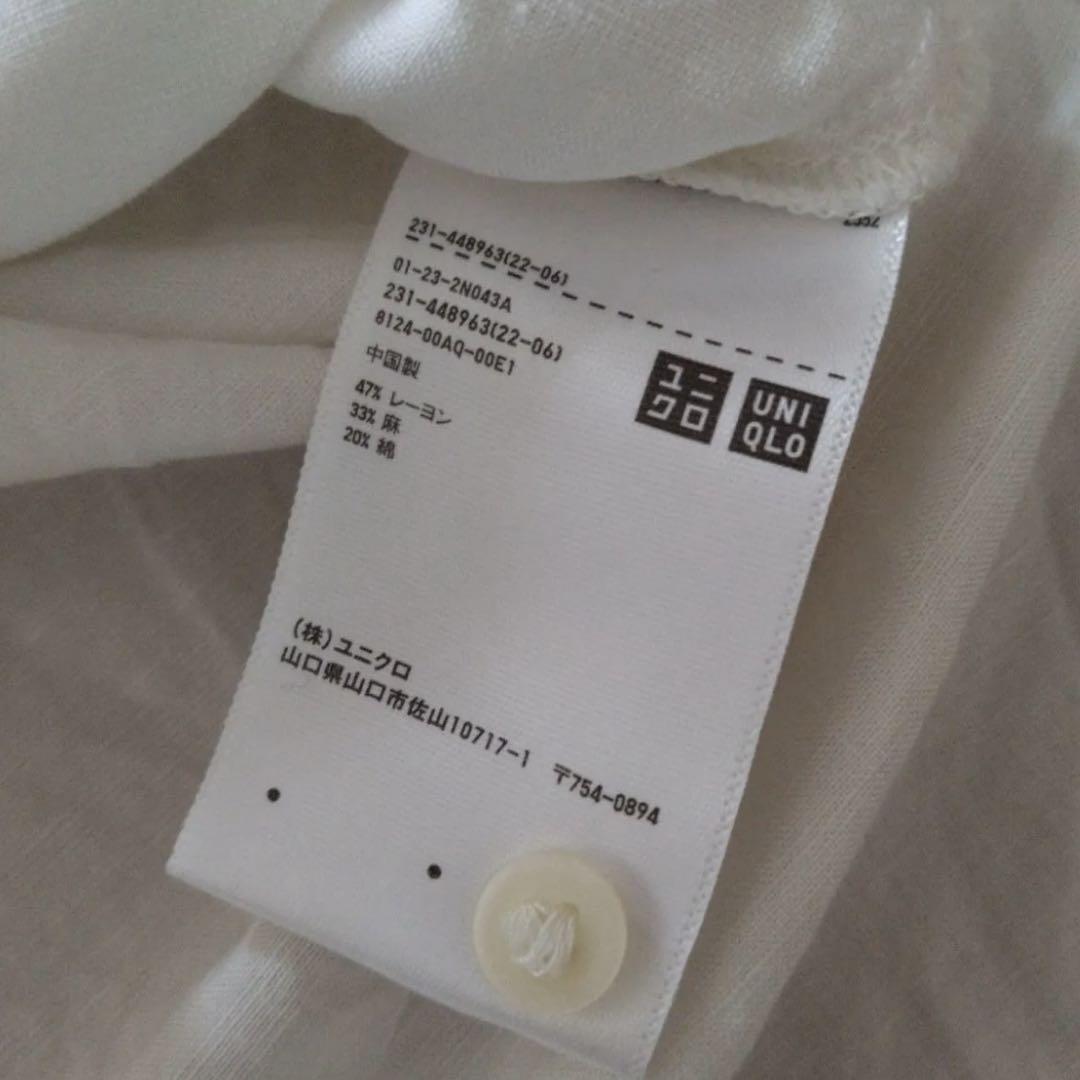 231-448963(22-06)
01-23-2N043A
231-448963(22-06)
8124-00AQ-00E1
中国製
47% レーヨン
33% 麻
20% 綿
ユニ
クロ
UNI
QLO
(株)ユニクロ
山口県山口市佐山10717-1 〒754-0894